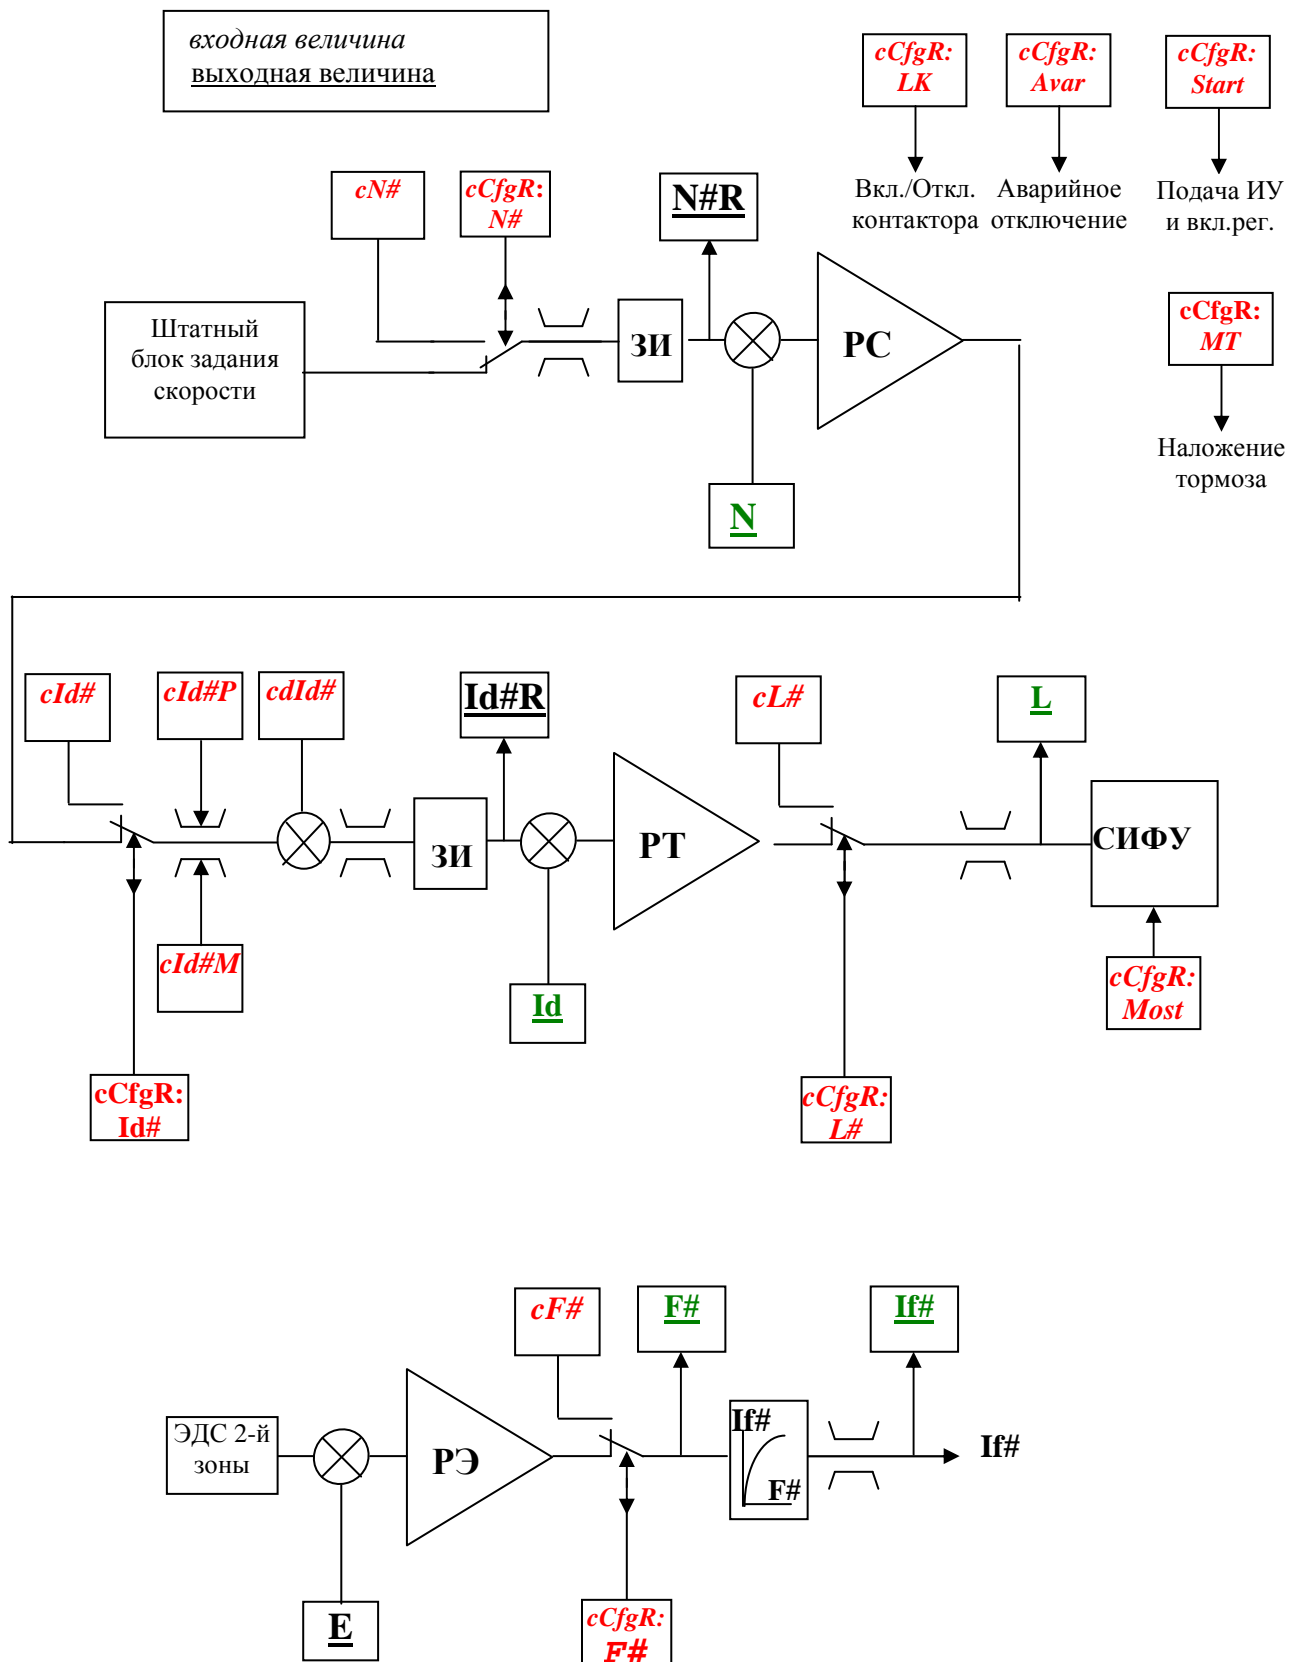 входная величина
выходная величина
cCfgR:
LK
cCfgR:
Avar
cCfgR:
Start
Вкл./Откл.
контактора
Аварийное
отключение
Подача ИУ
и вкл.рег.
cN#
cCfgR:
N#
N#R
Штатный
блок задания
скорости
ЗИ
РС
N
cCfgR:
MT
Наложение
тормоза
cId#
cId#P
cdId#
Id#R
cL#
L
ЗИ
РТ
СИФУ
cId#M
Id
cCfgR:
Most
cCfgR:
Id#
cCfgR:
L#
cF#
F#
If#
ЭДС 2-й
зоны
РЭ
If#
F#
If#
E
cCfgR:
F#